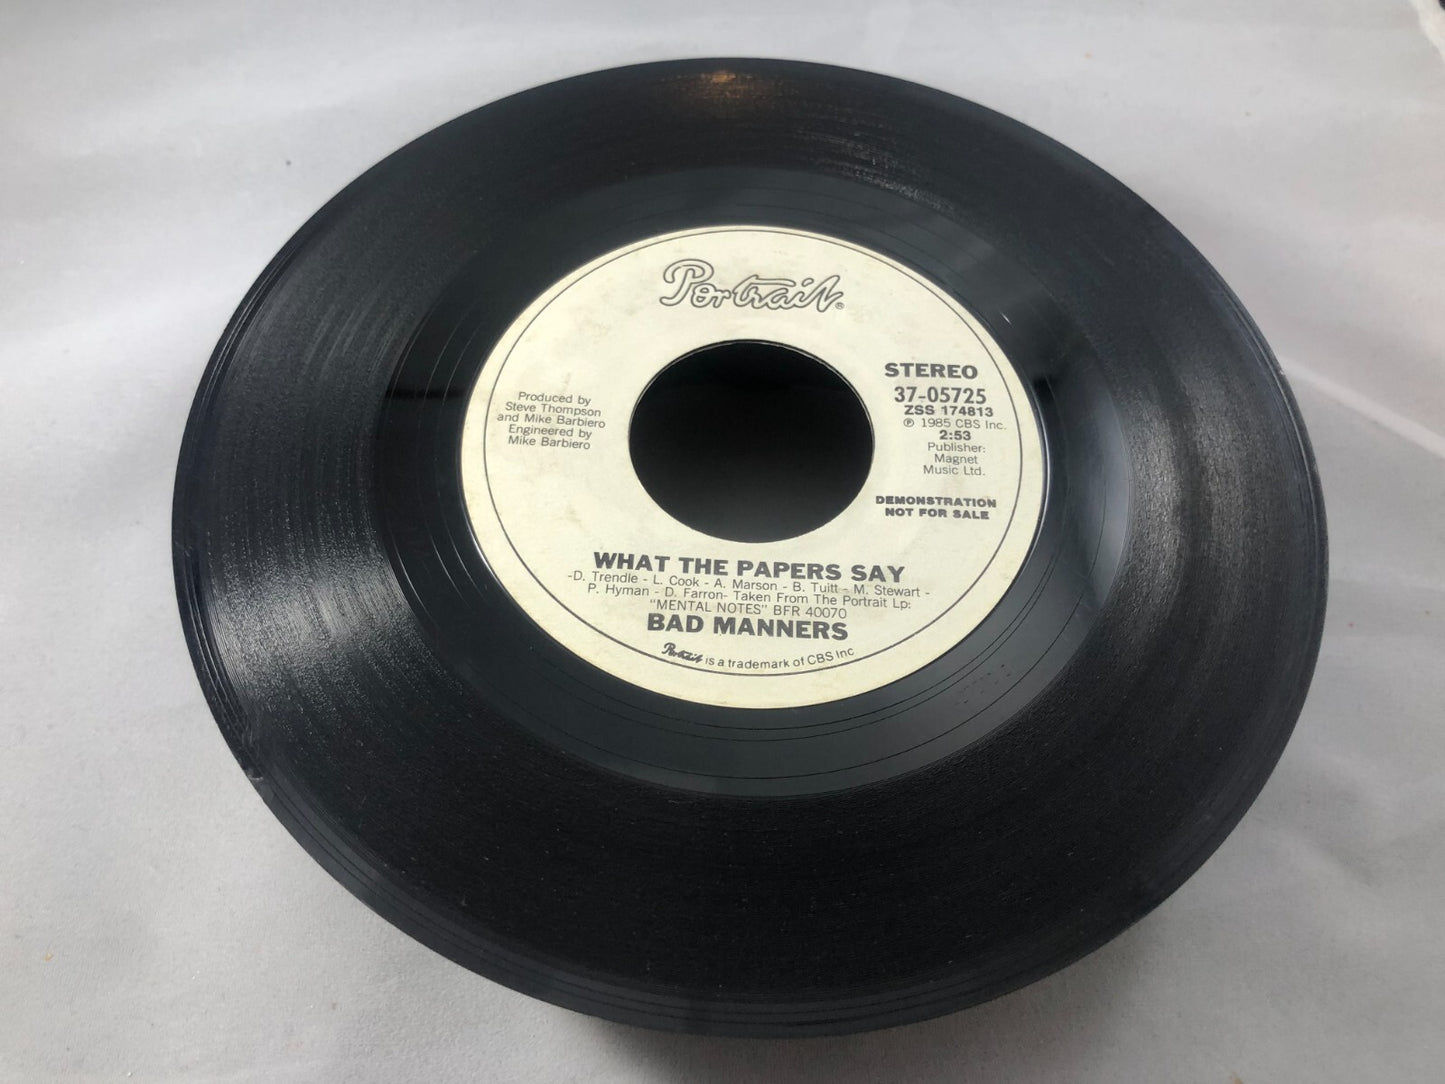 Portrait®
STEREO
37-05725
ZSS 174813
℗ 1985 CBS Inc.
2:53
Publisher:
Magnet
Music Ltd.
Produced by
Steve Thompson
and Mike Barbiero
Engineered by
Mike Barbiero
DEMONSTRATION
NOT FOR SALE
WHAT THE PAPERS SAY
-D. Trendle - L. Cook - A. Marson - B. Tuitt - M. Stewart -
P. Hyman - D. Farron- Taken From The Portrait Lp:
"MENTAL NOTES" BFR 40070
BAD MANNERS
Portrait is a trademark of CBS Inc